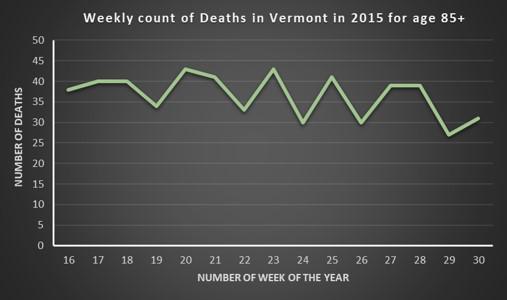 Weekly count of Deaths in Vermont in 2015 for age 85+
50
45
40
35
30
25
20
15
10
5
0
NUMBER OF DEATHS
16 17 18 19 20 21 22 23 24 25 26 27 28 29 30
NUMBER OF WEEK OF THE YEAR